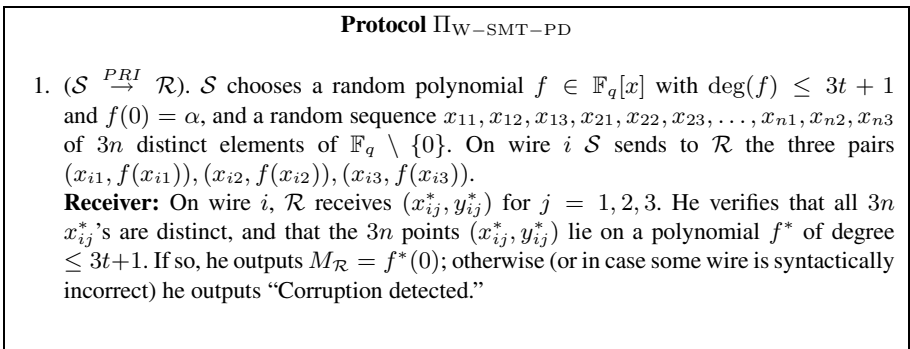 Protocol Π_{W−SMT−PD}
1. (𝒮 \overset{PRI}{→} ℛ). 𝒮 chooses a random polynomial f ∈ 𝔽_q[x] with deg(f) ≤ 3t + 1
and f(0) = α, and a random sequence x_{11}, x_{12}, x_{13}, x_{21}, x_{22}, x_{23}, . . . , x_{n1}, x_{n2}, x_{n3}
of 3n distinct elements of 𝔽_q \ {0}. On wire i 𝒮 sends to ℛ the three pairs
(x_{i1}, f(x_{i1})), (x_{i2}, f(x_{i2})), (x_{i3}, f(x_{i3})).
Receiver: On wire i, ℛ receives (x^*_{ij}, y^*_{ij}) for j = 1, 2, 3. He verifies that all 3n
x^*_{ij}'s are distinct, and that the 3n points (x^*_{ij}, y^*_{ij}) lie on a polynomial f^* of degree
≤ 3t+1. If so, he outputs M_ℛ = f^*(0); otherwise (or in case some wire is syntactically
incorrect) he outputs “Corruption detected.”